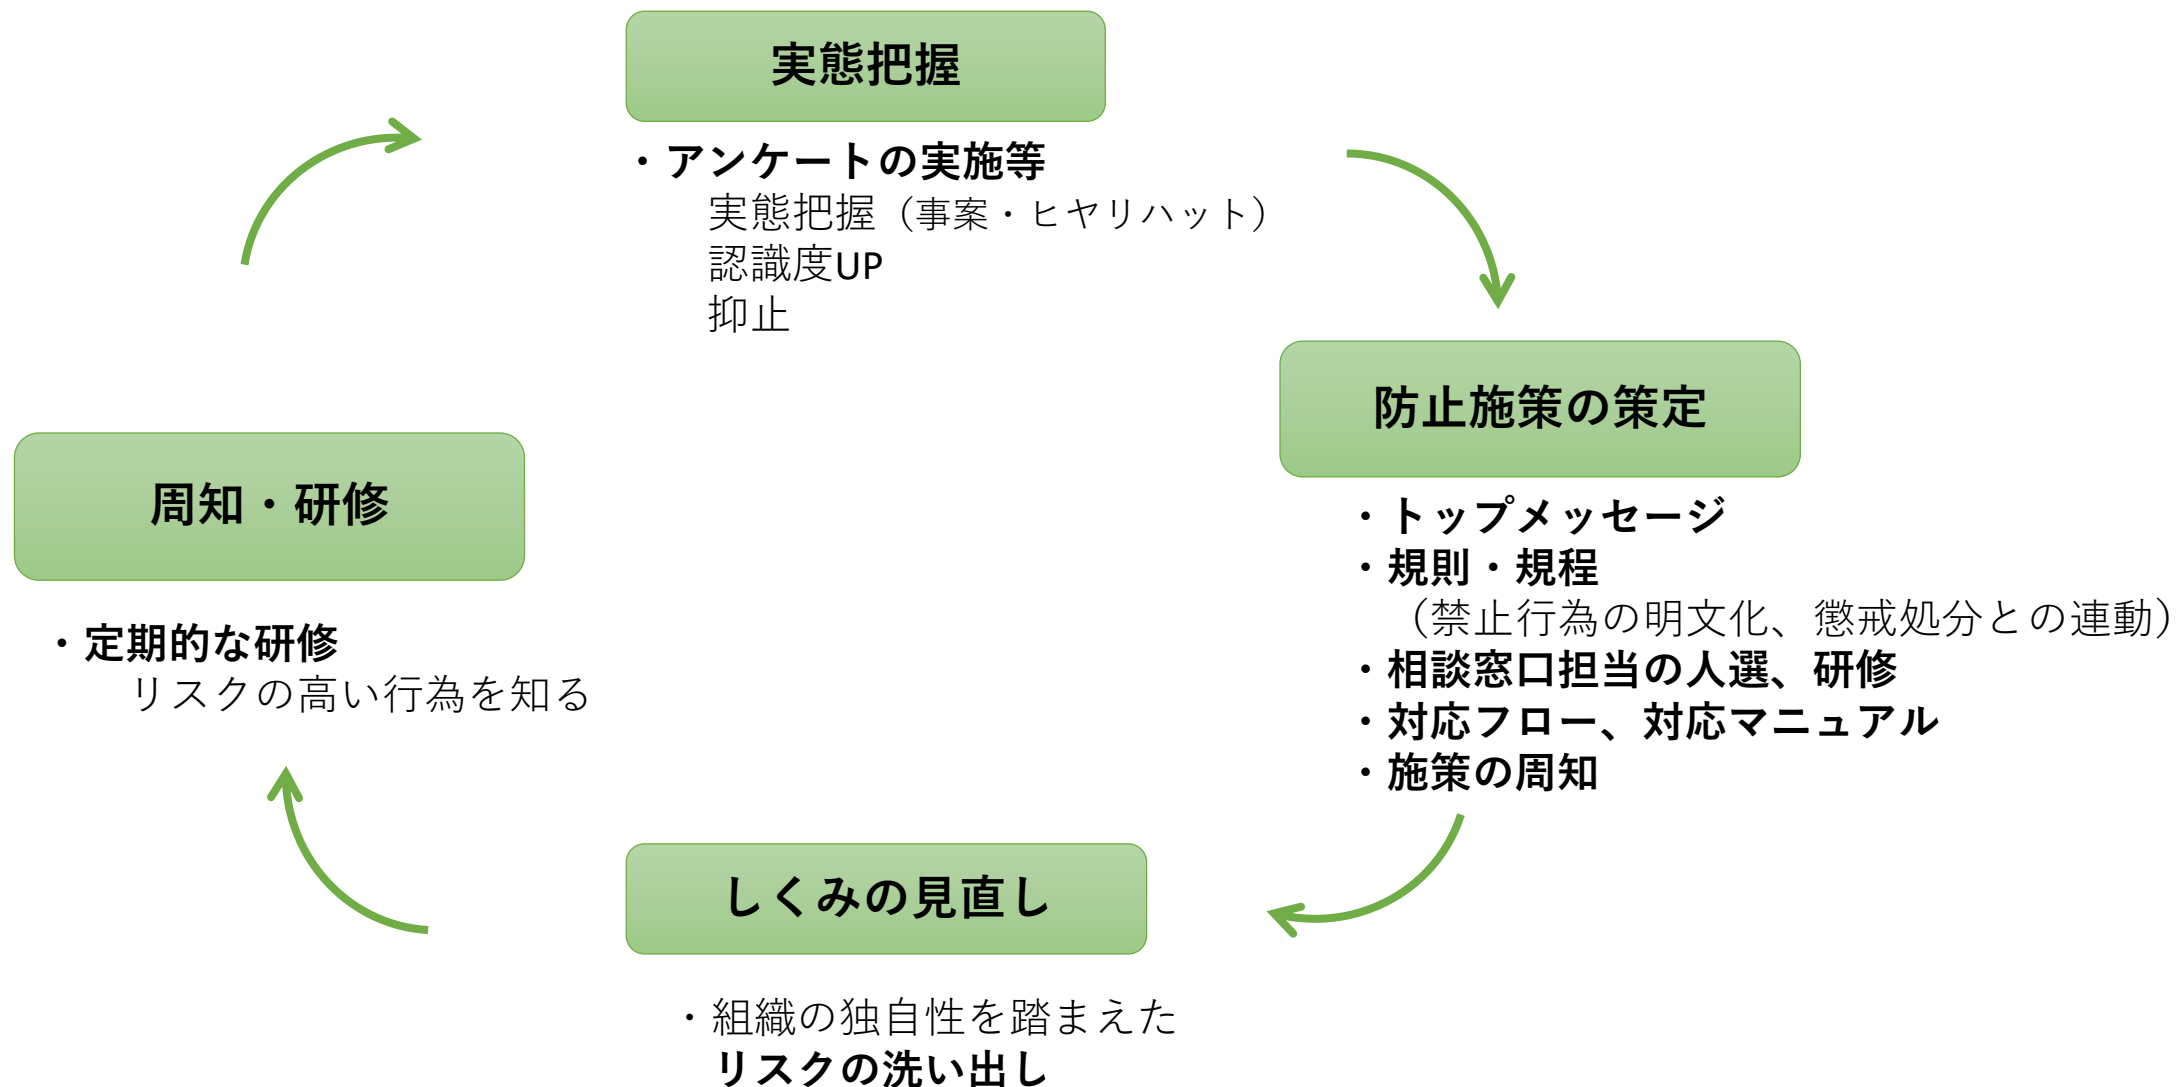 実態把握
・アンケートの実施等
実態把握（事案・ヒヤリハット）
認識度UP
抑止
防止施策の策定
・トップメッセージ
・規則・規程
（禁止行為の明文化、懲戒処分との連動）
・相談窓口担当の人選、研修
・対応フロー、対応マニュアル
・施策の周知
しくみの見直し
・組織の独自性を踏まえた
リスクの洗い出し
周知・研修
・定期的な研修
リスクの高い行為を知る